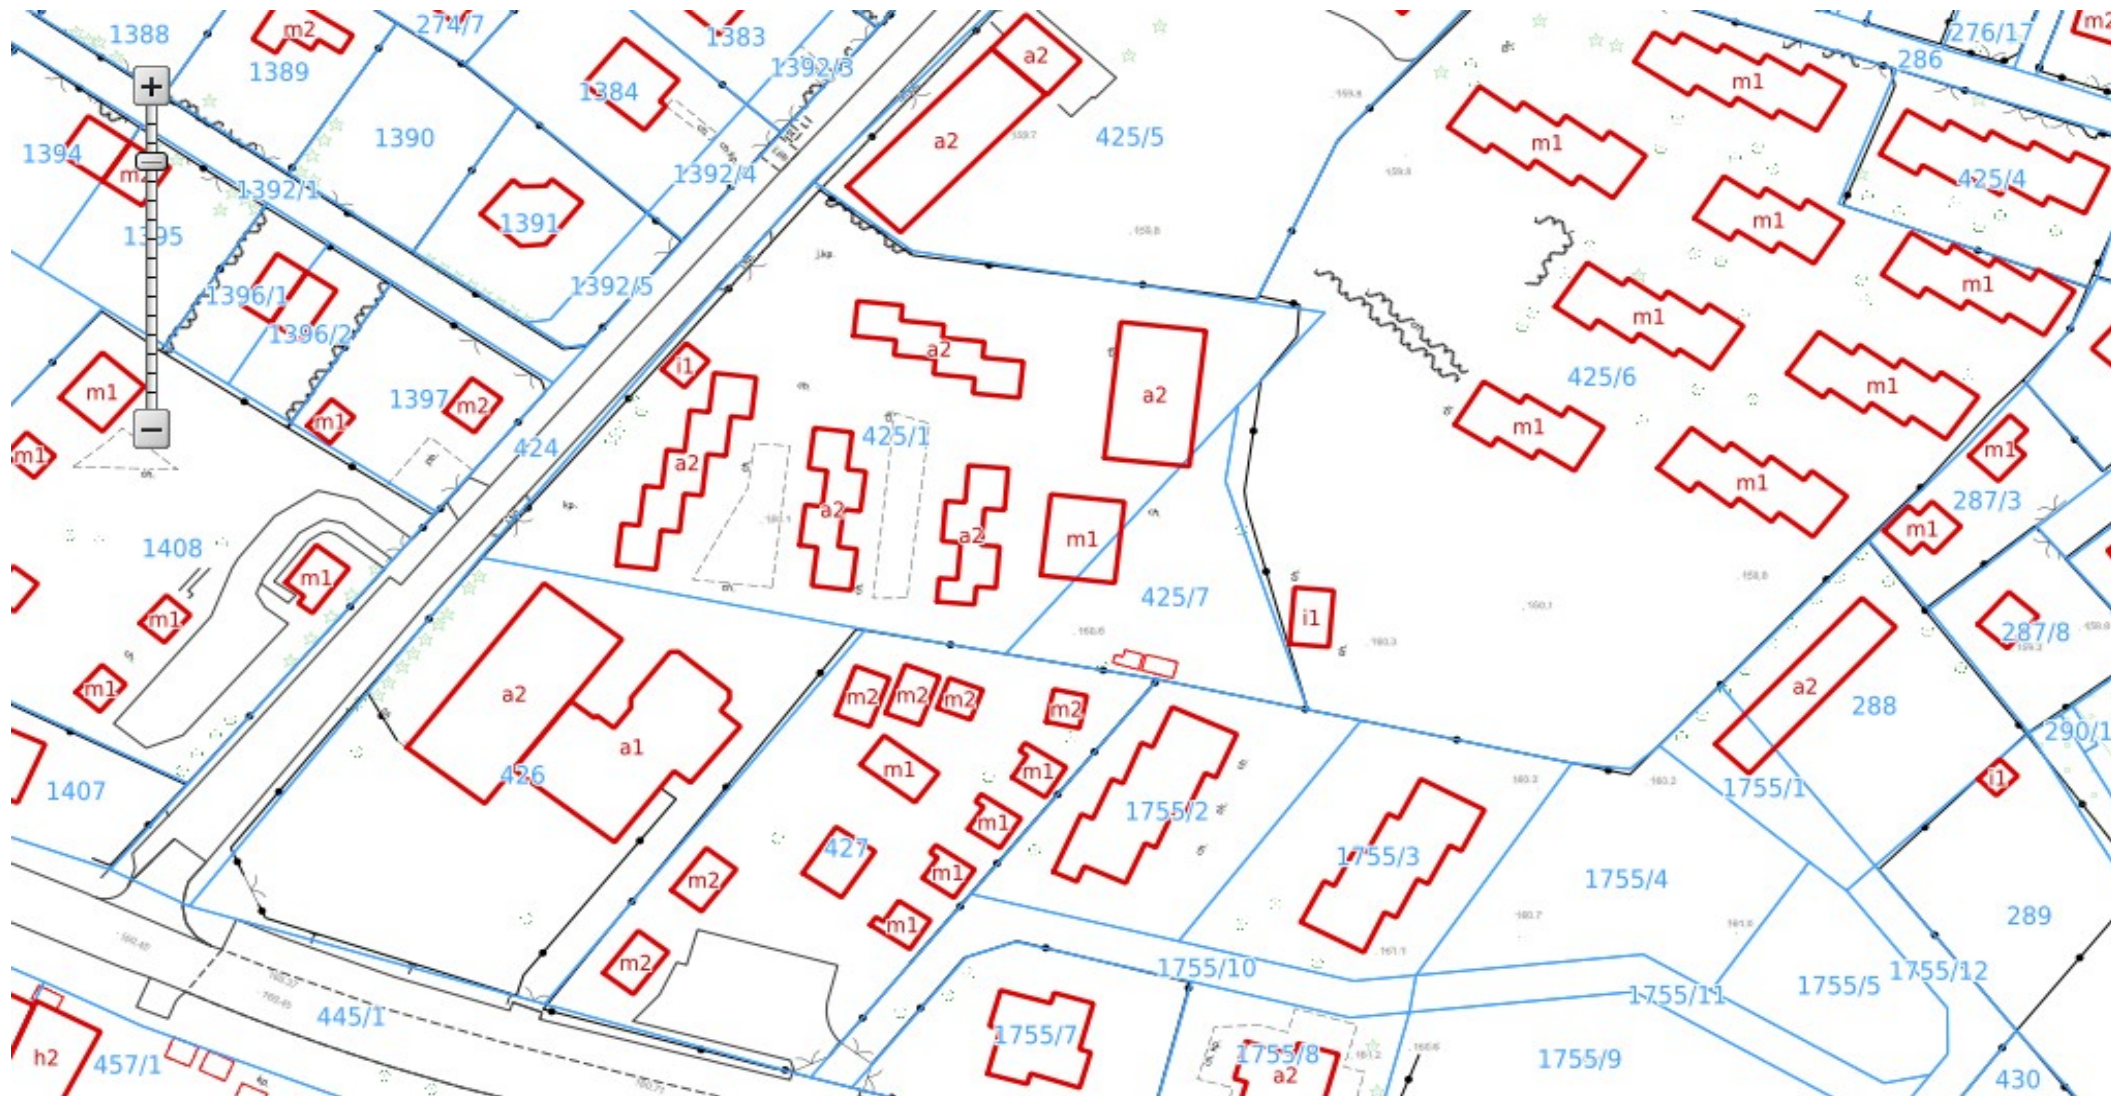 1388
m2
274/7
1383
1389
1392/3
a2
276/17
m2
286
+
1384
m1
1390
a2
425/5
m1
1394
m2
1392/4
425/4
1392/1
1391
m1
1395
1392/5
1396/1
m1
m1
1396/2
i1
a2
425/6
m1
m1
1397
m2
a2
m1
m1
−
m1
424
425/1
m1
a2
m1
287/3
a2
a2
m1
m1
1408
m1
425/7
i1
m1
287/8
m1
a2
m2
m2
m2
m2
a2
288
a1
290/1
426
m1
m1
1755/1
i1
1407
1755/2
m1
427
1755/3
m1
m2
1755/4
m1
289
m2
1755/10
1755/5
1755/12
1755/11
445/1
1755/7
h2
457/1
1755/8
a2
1755/9
430